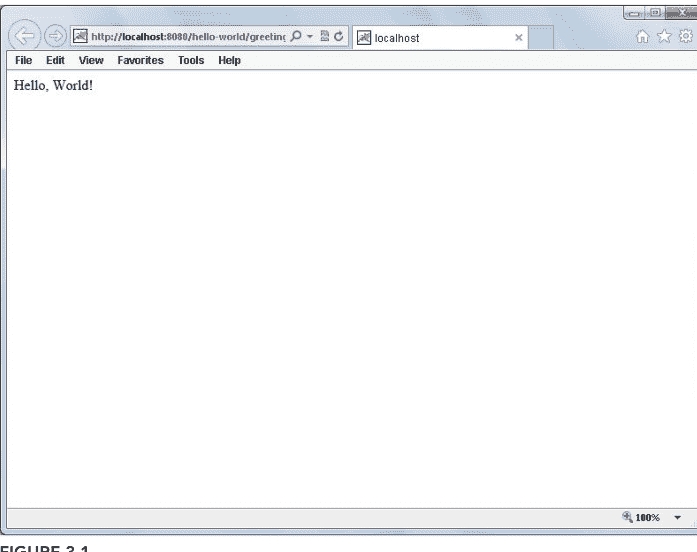 http://localhost:8080/hello-world/greeting
localhost
File Edit View Favorites Tools Help
Hello, World!
100%
FIGURE 3-1